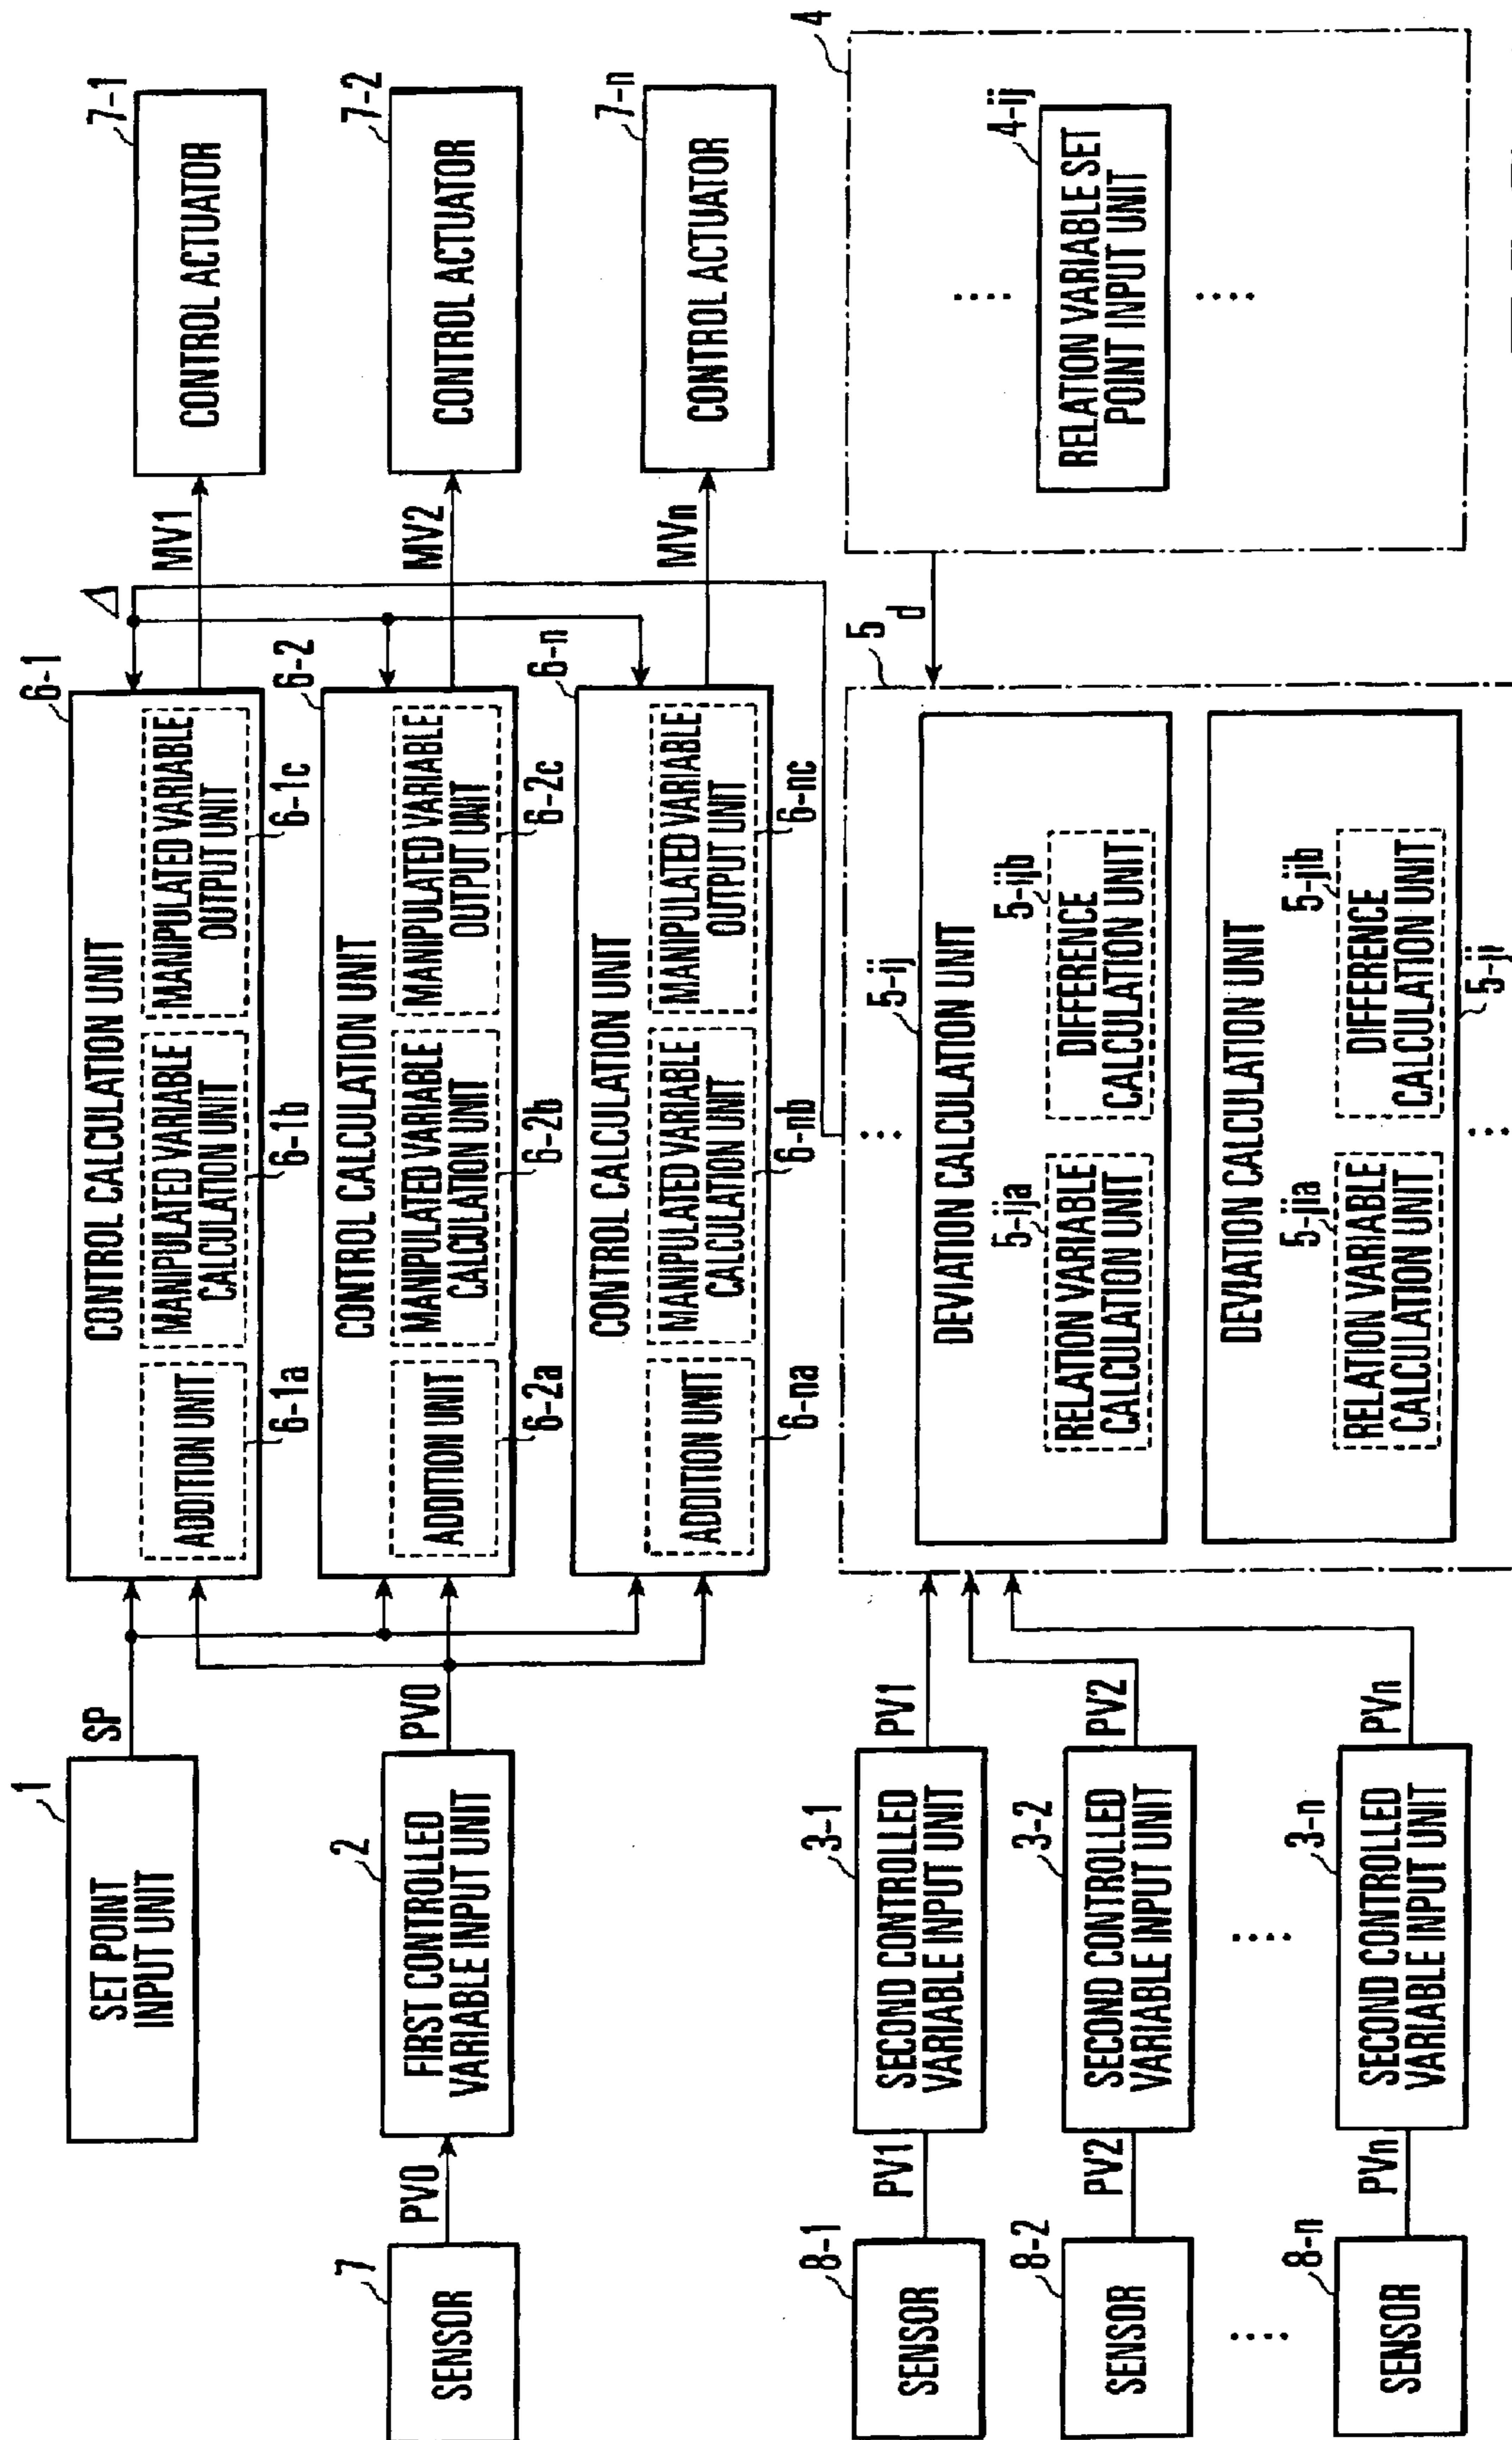 1
SET POINT
INPUT UNIT
SP
6-1
CONTROL CALCULATION UNIT
ADDITION UNIT
6-1a
MANIPULATED VARIABLE
CALCULATION UNIT
6-1b
MANIPULATED VARIABLE
OUTPUT UNIT
6-1c
Δ
MV1
7-1
CONTROL ACTUATOR
7
SENSOR
PV0
2
FIRST CONTROLLED
VARIABLE INPUT UNIT
PV0
6-2
CONTROL CALCULATION UNIT
ADDITION UNIT
6-2a
MANIPULATED VARIABLE
CALCULATION UNIT
6-2b
MANIPULATED VARIABLE
OUTPUT UNIT
6-2c
MV2
7-2
CONTROL ACTUATOR
6-n
CONTROL CALCULATION UNIT
ADDITION UNIT
6-na
MANIPULATED VARIABLE
CALCULATION UNIT
6-nb
MANIPULATED VARIABLE
OUTPUT UNIT
6-nc
MVn
7-n
CONTROL ACTUATOR
8-1
SENSOR
PV1
3-1
SECOND CONTROLLED
VARIABLE INPUT UNIT
PV1
8-2
SENSOR
PV2
3-2
SECOND CONTROLLED
VARIABLE INPUT UNIT
PV2
....
....
8-n
SENSOR
PVn
3-n
SECOND CONTROLLED
VARIABLE INPUT UNIT
PVn
5
...
5-ij
DEVIATION CALCULATION UNIT
5-ija
RELATION VARIABLE
CALCULATION UNIT
5-ijb
DIFFERENCE
CALCULATION UNIT
DEVIATION CALCULATION UNIT
5-jia
RELATION VARIABLE
CALCULATION UNIT
5-jib
DIFFERENCE
CALCULATION UNIT
5-ji
....
d
4
....
4-ij
RELATION VARIABLE SET
POINT INPUT UNIT
....